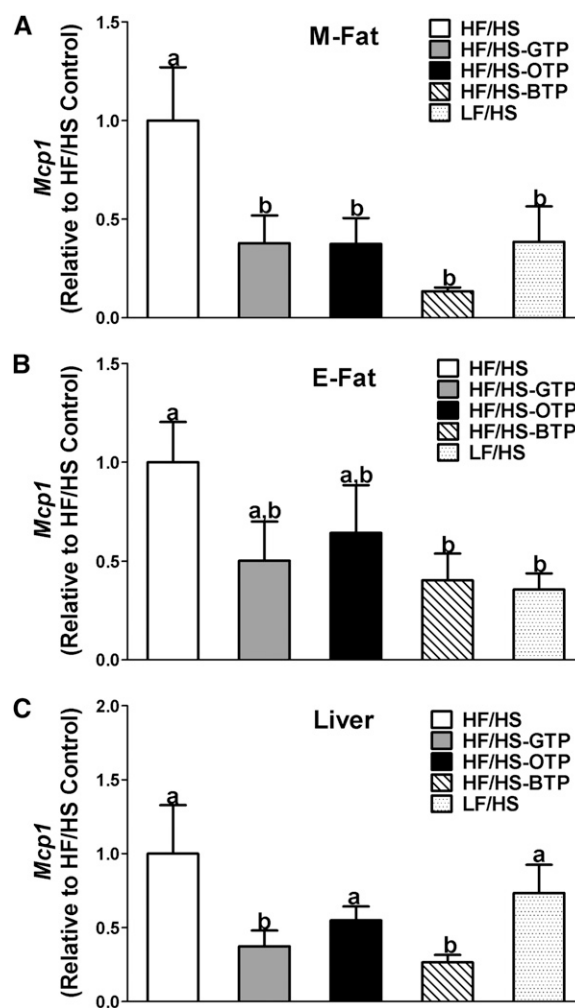 A
M-Fat
Mcp1
(Relative to HF/HS Control)
1.5
1.0
0.5
0.0
a
b
b
b
b
HF/HS
HF/HS-GTP
HF/HS-OTP
HF/HS-BTP
LF/HS
B
E-Fat
Mcp1
(Relative to HF/HS Control)
1.5
1.0
0.5
0.0
a
a,b
a,b
b
b
HF/HS
HF/HS-GTP
HF/HS-OTP
HF/HS-BTP
LF/HS
C
Liver
Mcp1
(Relative to HF/HS Control)
2.0
1.5
1.0
0.5
0.0
a
b
a
b
a
HF/HS
HF/HS-GTP
HF/HS-OTP
HF/HS-BTP
LF/HS